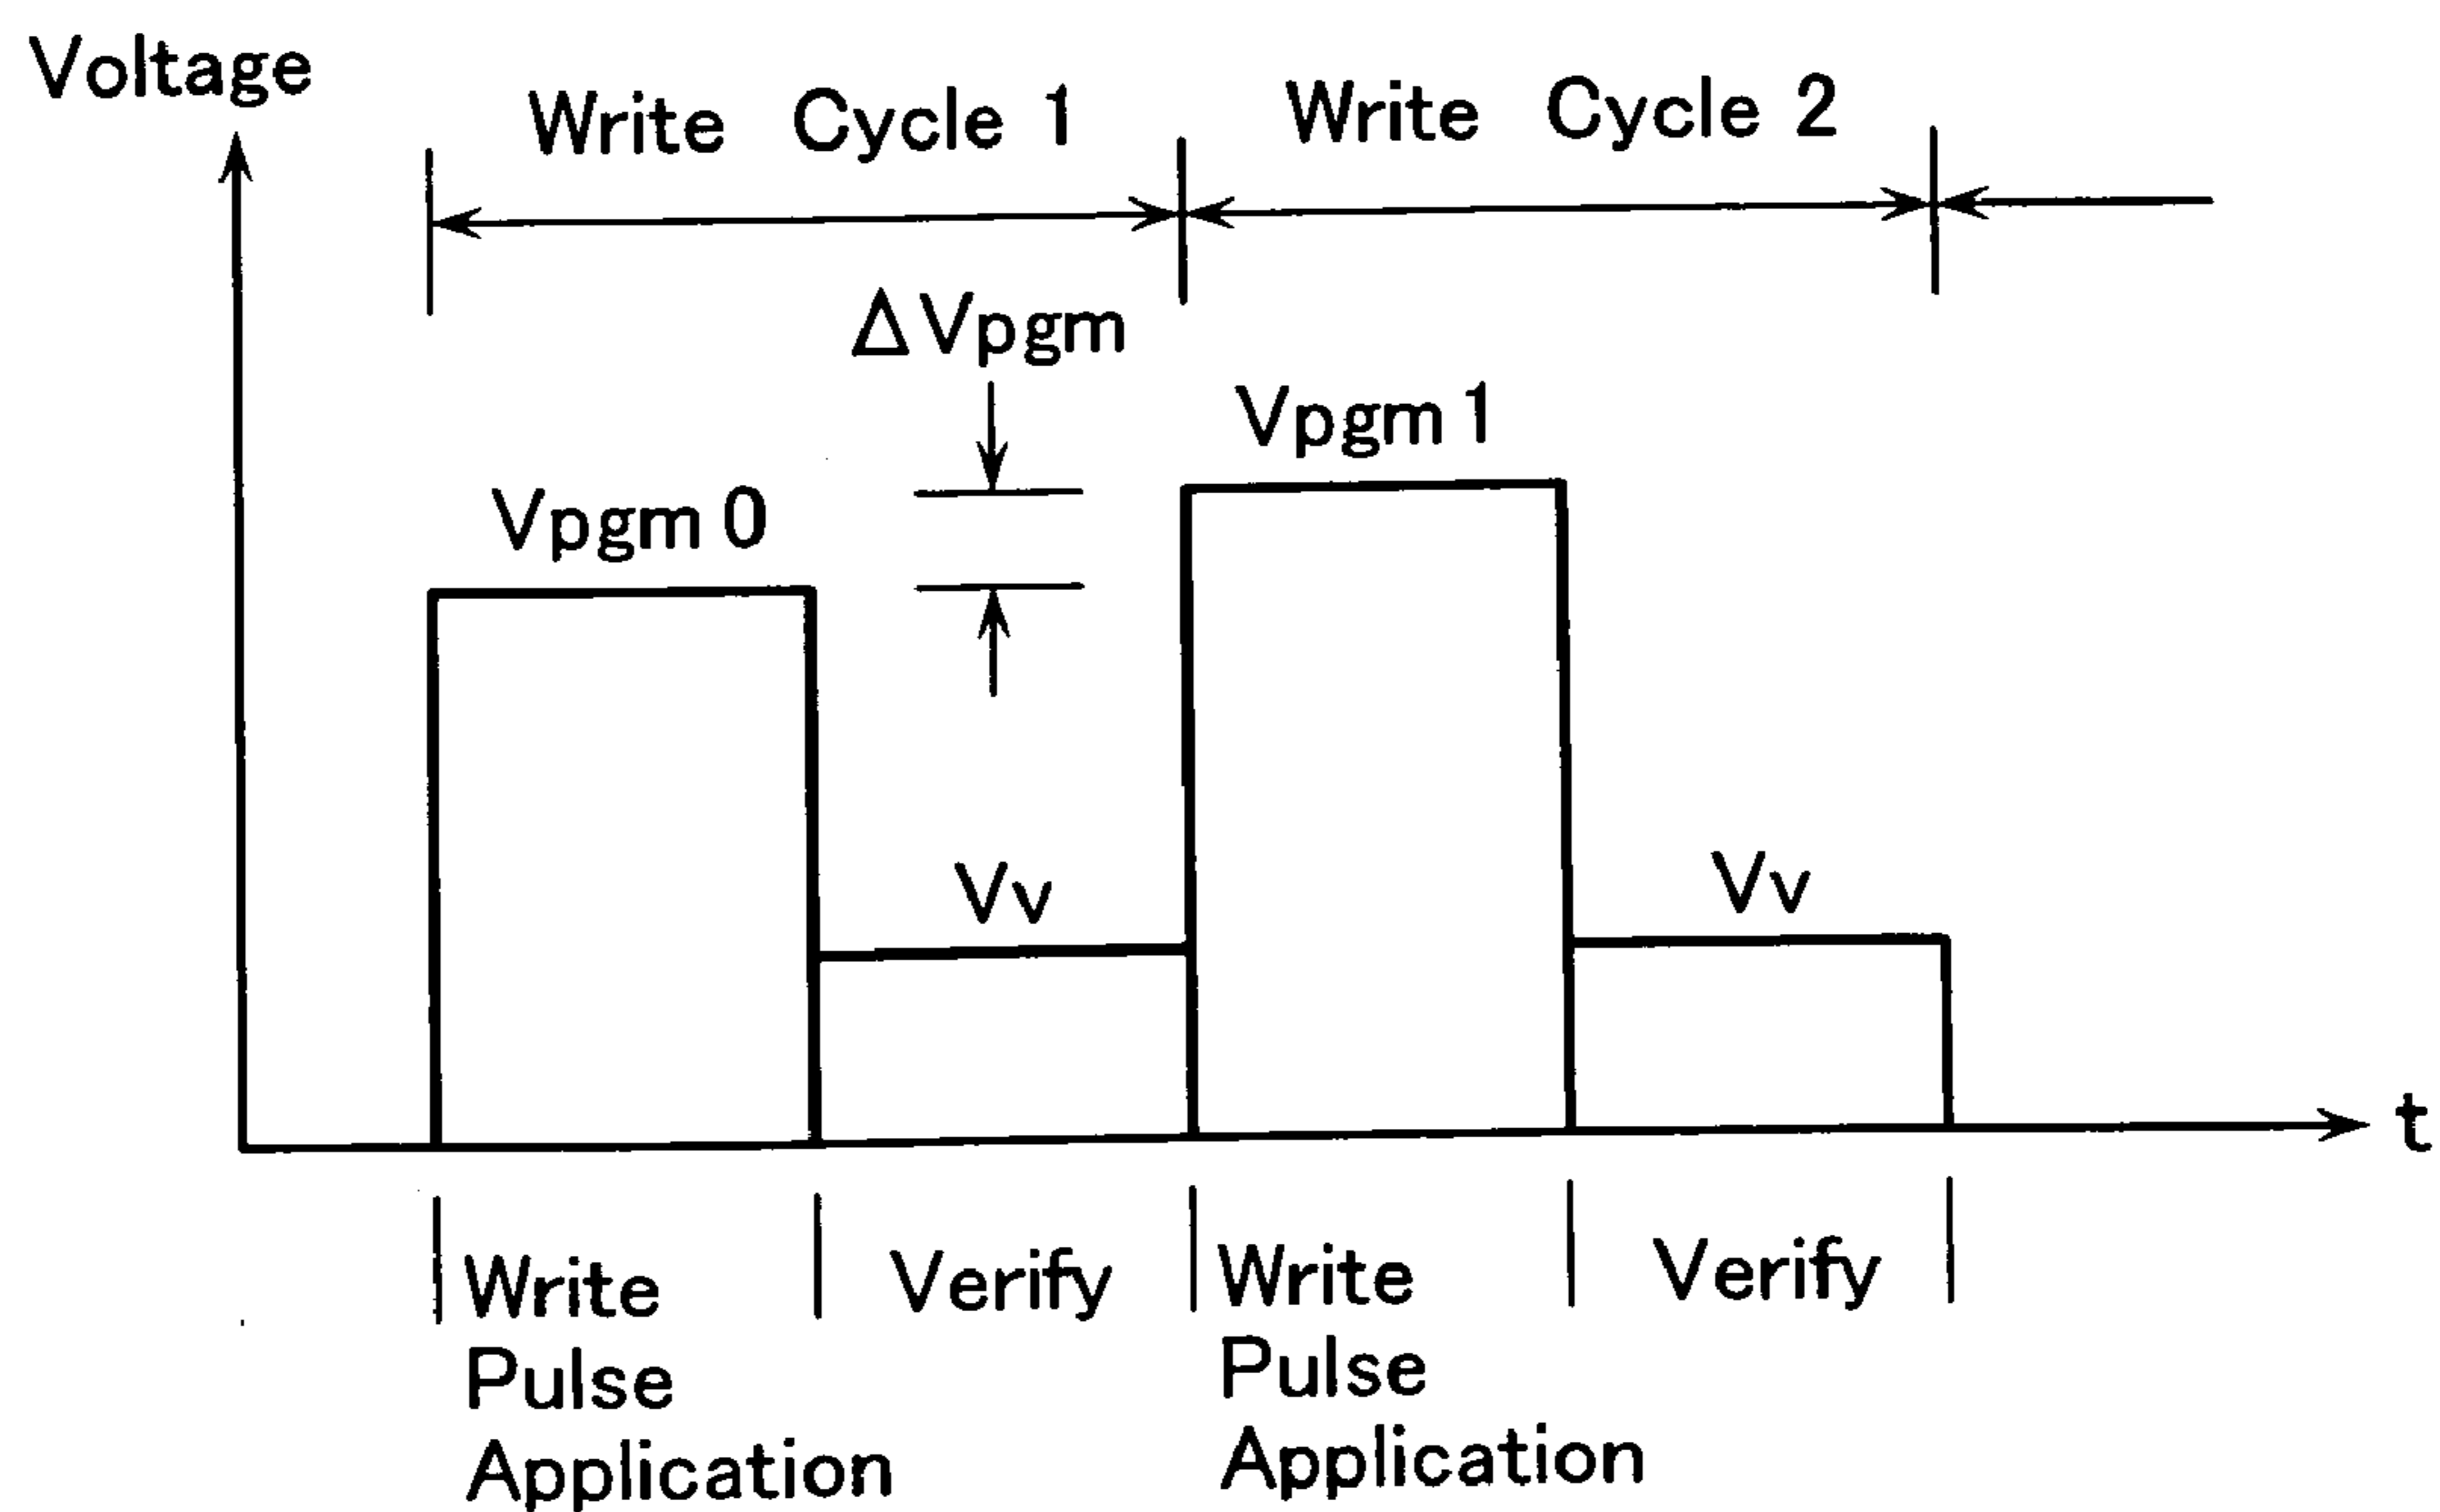 Voltage
Write Cycle 1
Write Cycle 2
ΔVpgm
Vpgm 1
Vpgm 0
Vv
Vv
t
Write
Pulse
Application
Verify
Write
Pulse
Application
Verify